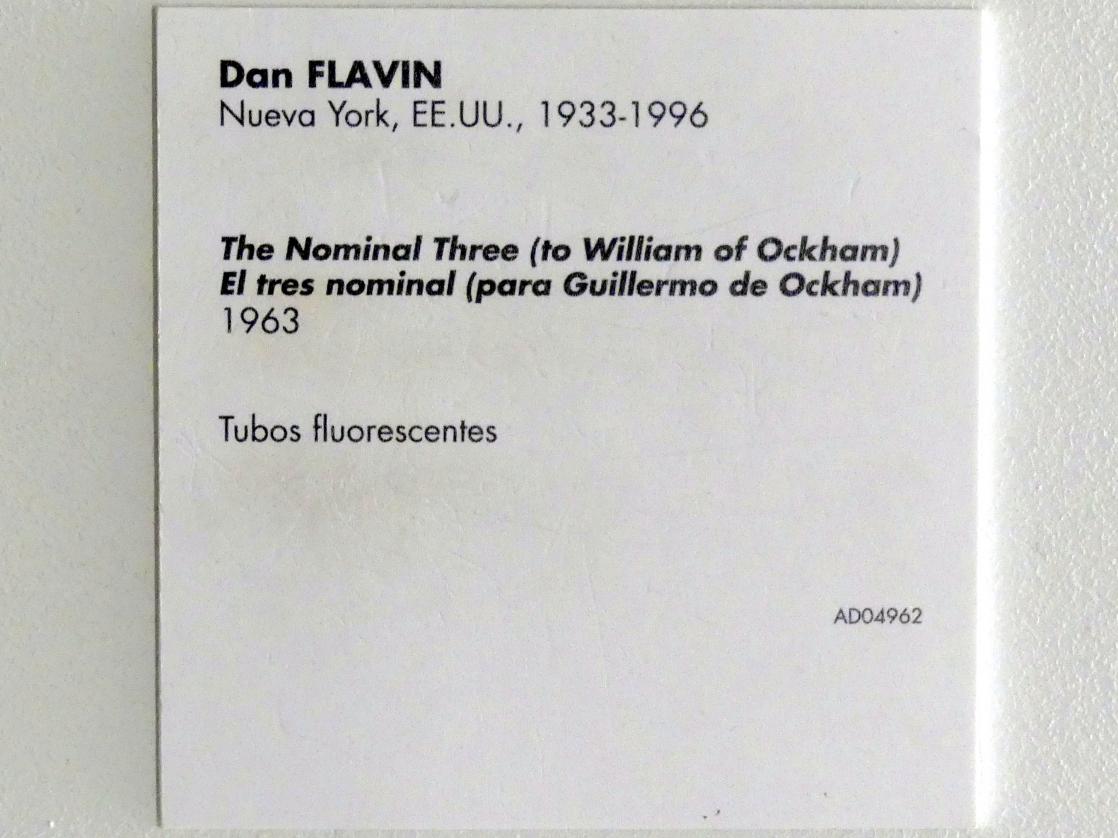 Dan FLAVIN
Nueva York, EE.UU., 1933-1996
The Nominal Three (to William of Ockham)
El tres nominal (para Guillermo de Ockham)
1963
Tubos fluorescentes
AD04962